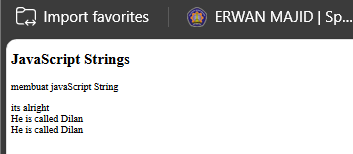 Import favorites
ERWAN MAJID | Sp...
JavaScript Strings
membuat javaScript String
its alright
He is called Dilan
He is called Dilan